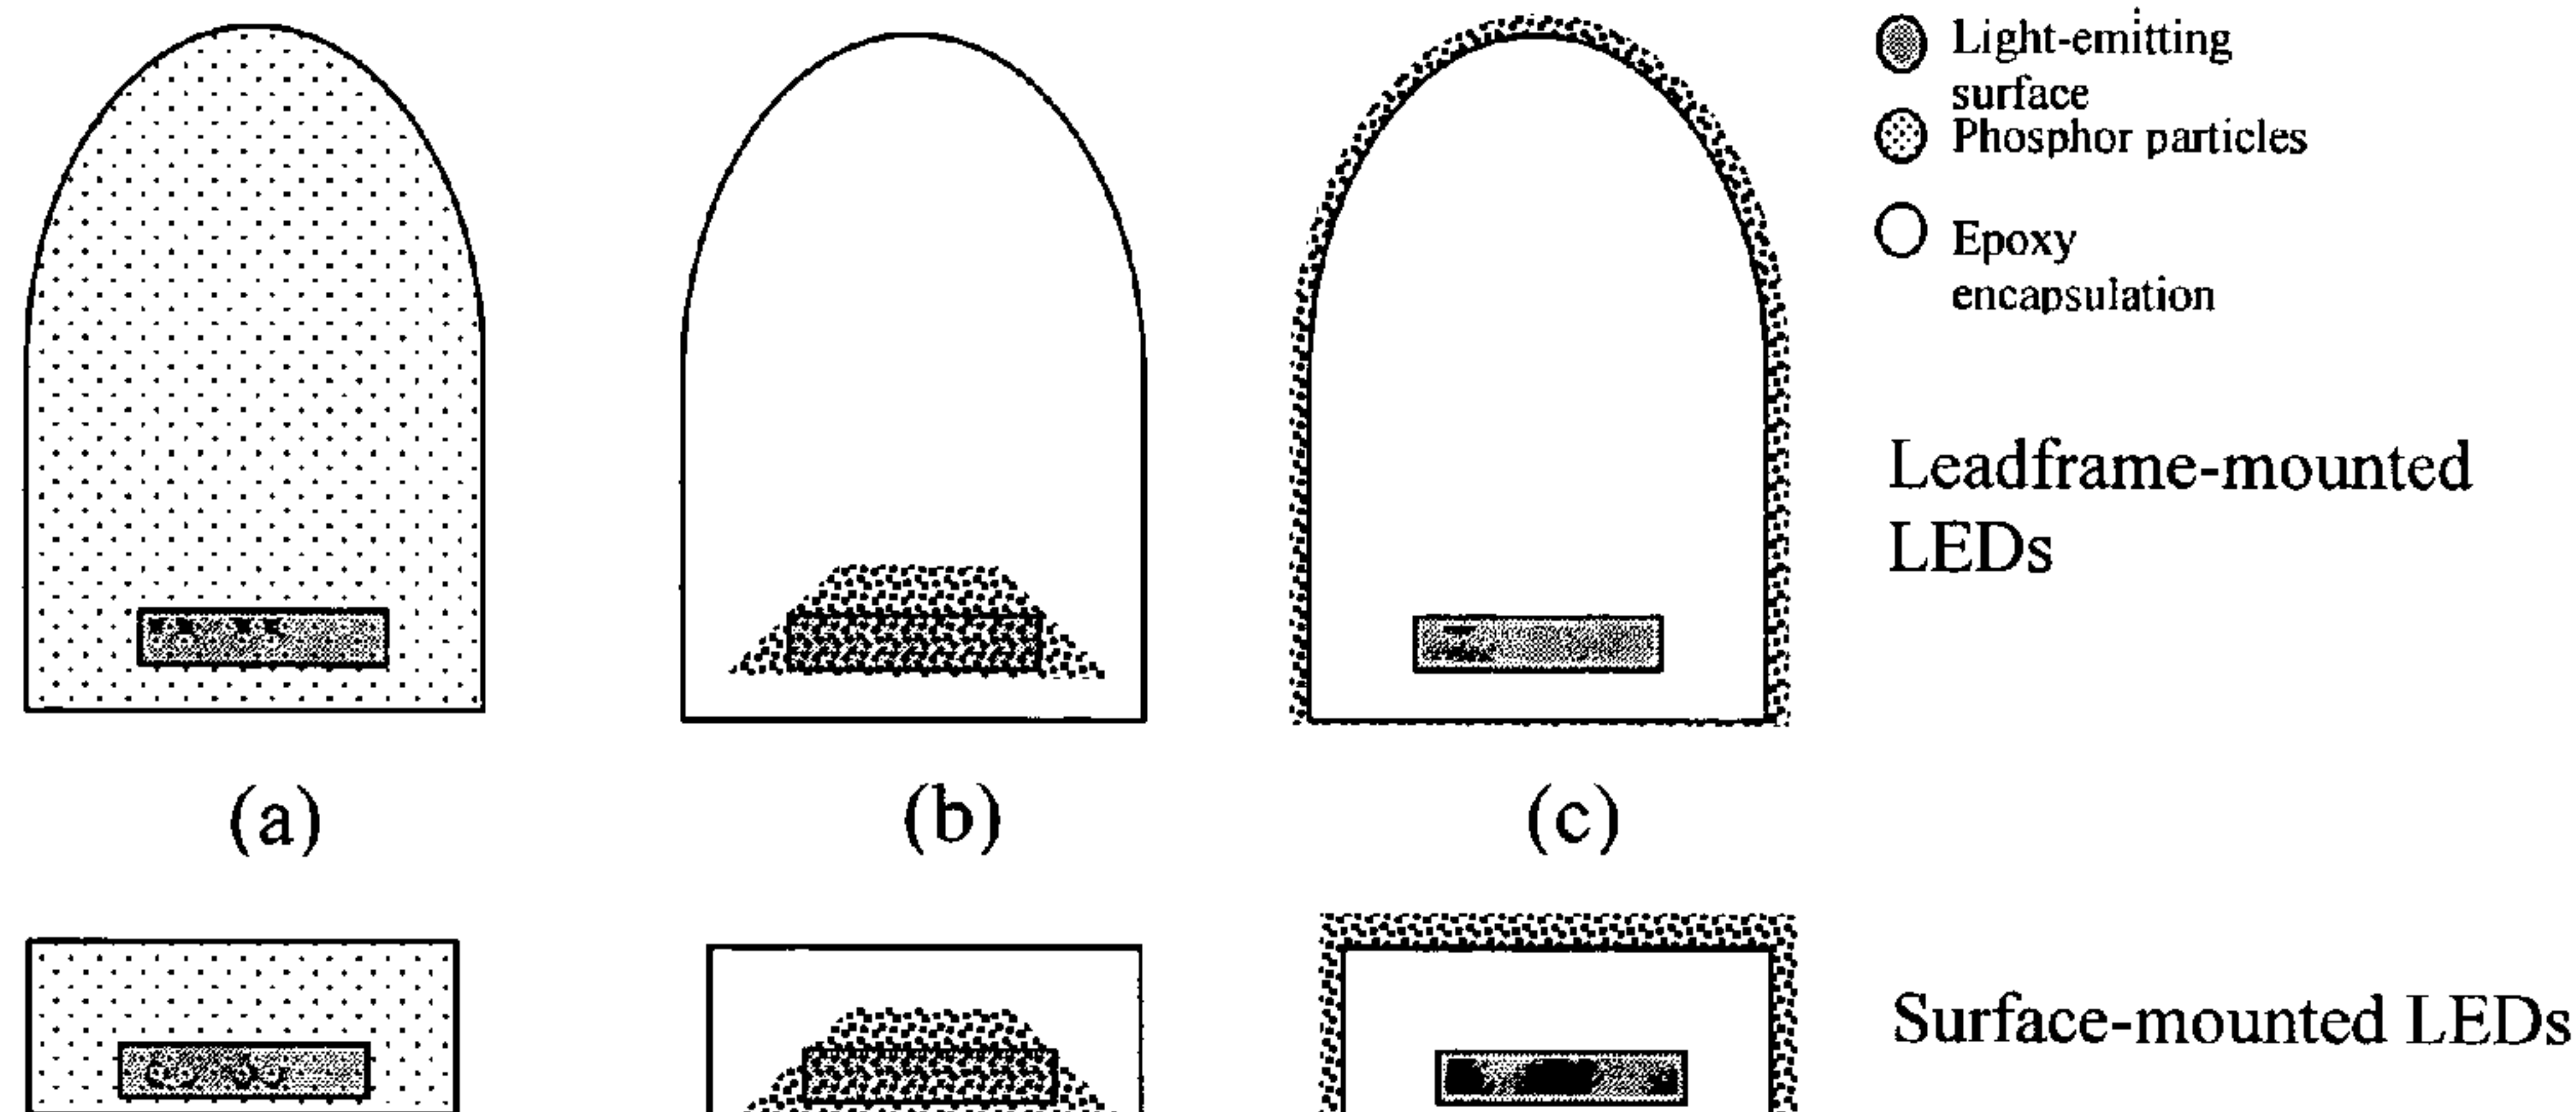 Light-emitting
surface
Phosphor particles
Epoxy
encapsulation
Leadframe-mounted
LEDs
(a)
(b)
(c)
Surface-mounted LEDs